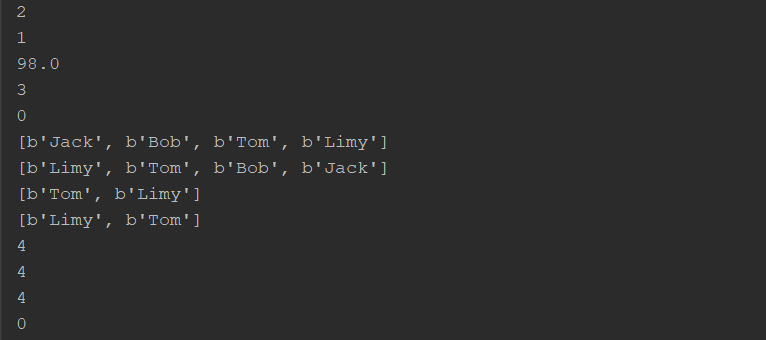 2
1
98.0
3
0
[b'Jack', b'Bob', b'Tom', b'Limy']
[b'Limy', b'Tom', b'Bob', b'Jack']
[b'Tom', b'Limy']
[b'Limy', b'Tom']
4
4
4
0